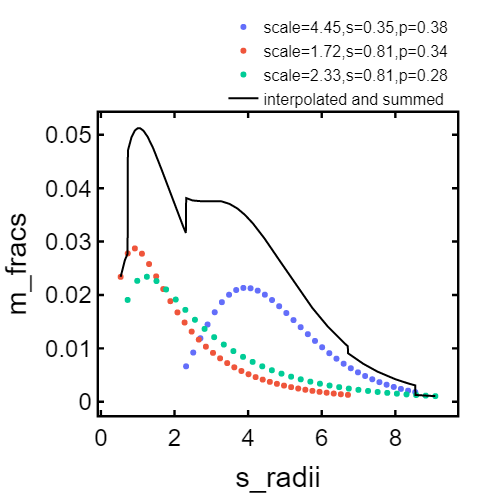 scale=4.45,s=0.35,p=0.38
scale=1.72,s=0.81,p=0.34
scale=2.33,s=0.81,p=0.28
interpolated and summed
0.05
0.04
0.03
0.02
0.01
0
m_fracs
0 2 4 6 8
s_radii